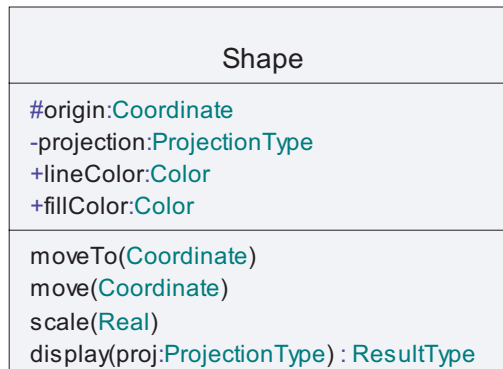 Shape
#origin:Coordinate
-projection:ProjectionType
+lineColor:Color
+fillColor:Color
moveTo(Coordinate)
move(Coordinate)
scale(Real)
display(proj:ProjectionType) : ResultType